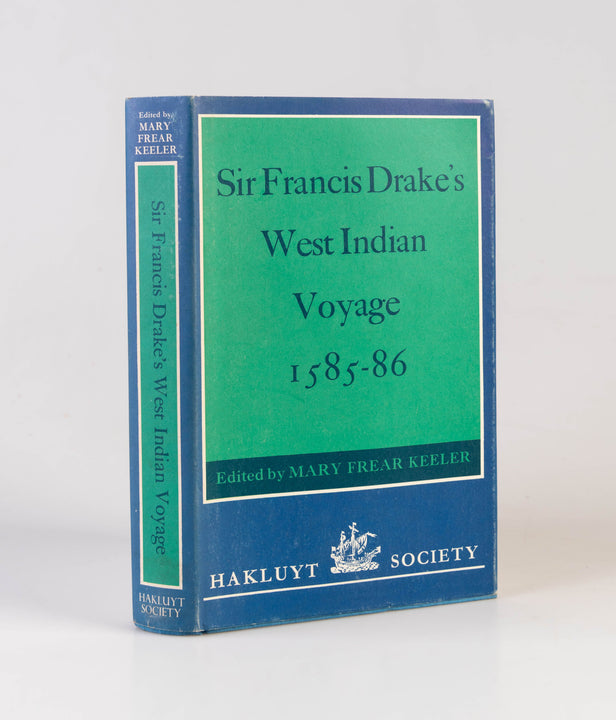 Edited by
MARY
FREAR
KEELER
Sir Francis Drake's West Indian Voyage
HAKLUYT
SOCIETY
Sir Francis Drake's
West Indian
Voyage
1585-86
Edited by MARY FREAR KEELER
HAKLUYT SOCIETY